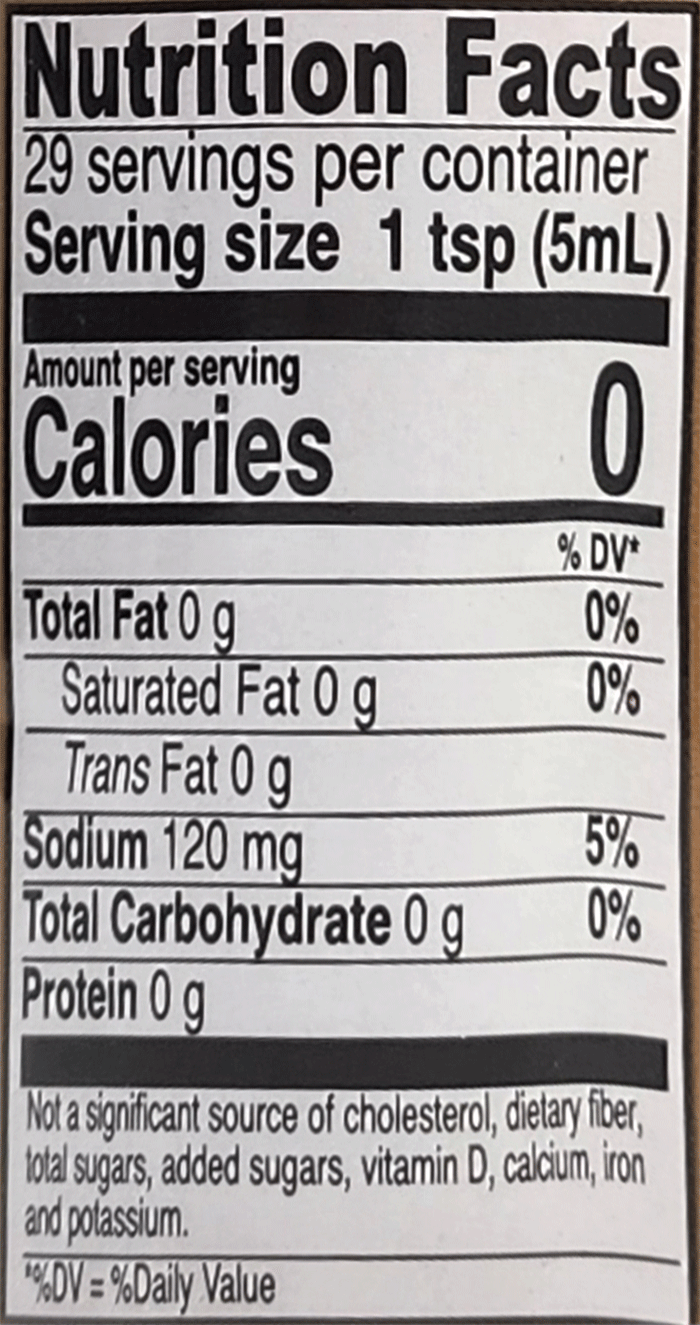 Nutrition Facts
29 servings per container
Serving size 1 tsp (5mL)
Amount per serving
Calories 0
% DV*
Total Fat 0 g 0%
Saturated Fat 0 g 0%
Trans Fat 0 g
Sodium 120 mg 5%
Total Carbohydrate 0 g 0%
Protein 0 g
Not a significant source of cholesterol, dietary fiber,
total sugars, added sugars, vitamin D, calcium, iron
and potassium.
*%DV = %Daily Value